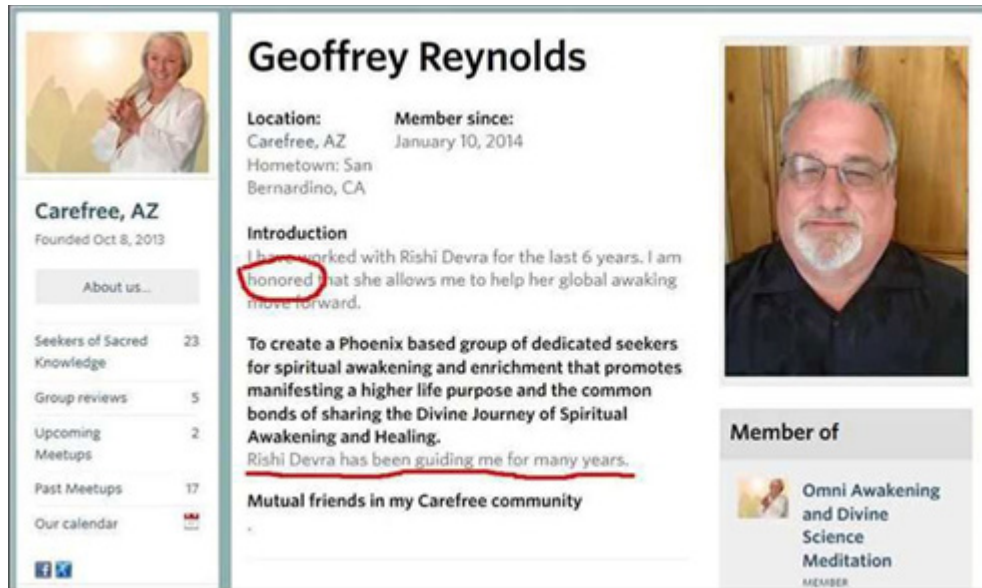 Carefree, AZ
Founded Oct 8, 2013
About us...
Seekers of Sacred 23
Knowledge
Group reviews 5
Upcoming 2
Meetups
Past Meetups 17
Our calendar
Geoffrey Reynolds
Location:
Carefree, AZ
Hometown: San
Bernardino, CA
Member since:
January 10, 2014
Introduction
I have worked with Rishi Devra for the last 6 years. I am
honored that she allows me to help her global awaking
move forward.
To create a Phoenix based group of dedicated seekers
for spiritual awakening and enrichment that promotes
manifesting a higher life purpose and the common
bonds of sharing the Divine Journey of Spiritual
Awakening and Healing.
Rishi Devra has been guiding me for many years.
Mutual friends in my Carefree community
.
Member of
Omni Awakening
and Divine
Science
Meditation
MEMBER